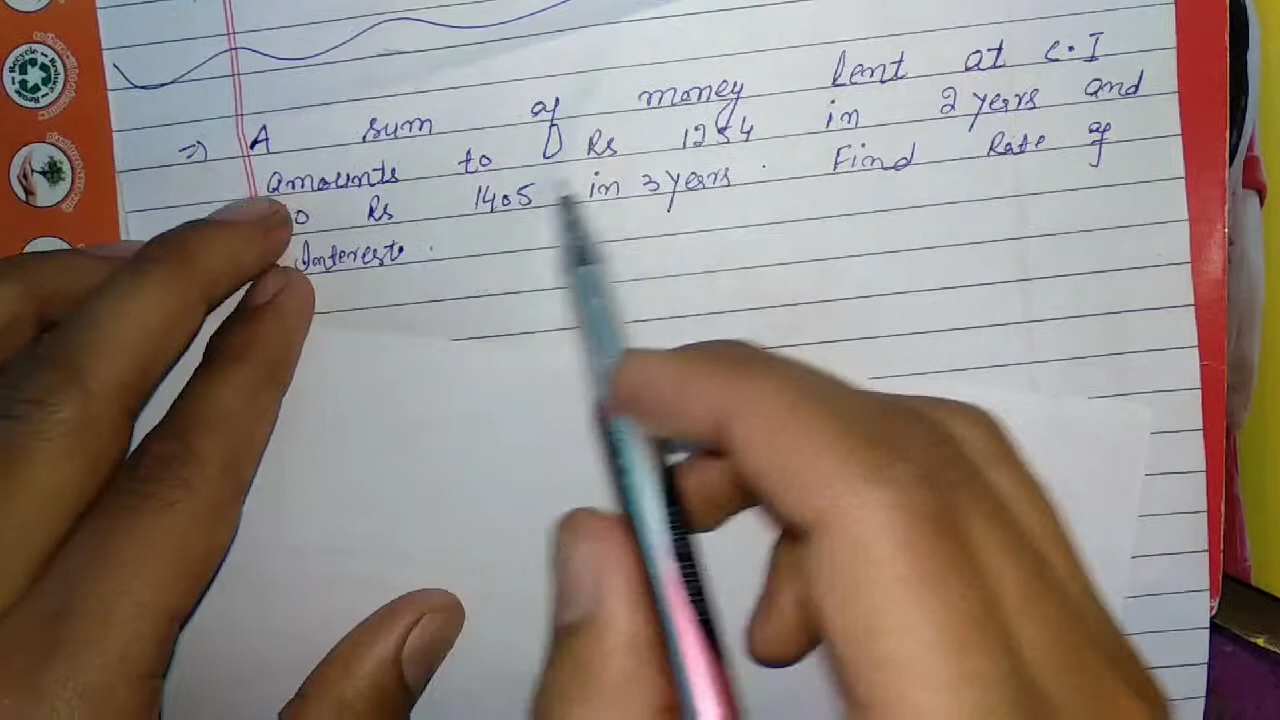 => A sum of money lent at C.I
amounts to Rs 1254 in 2 years and
to Rs 1405 in 3 years. Find Rate of
Interest.